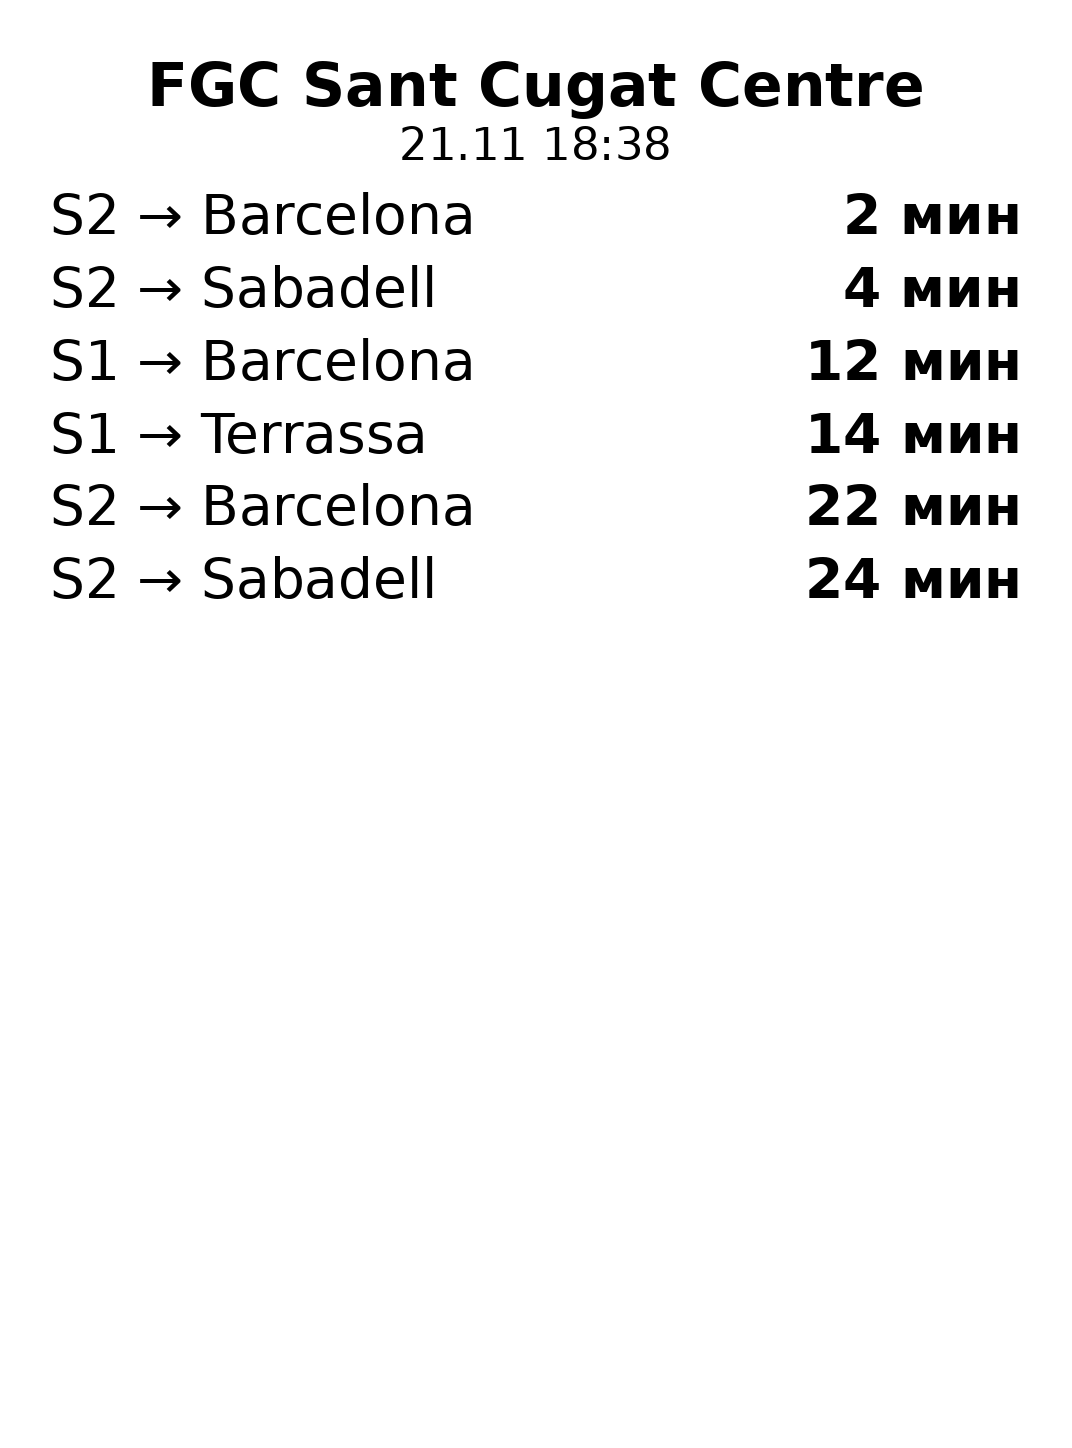 FGC Sant Cugat Centre
21.11 18:38
S2 → Barcelona 2 мин
S2 → Sabadell 4 мин
S1 → Barcelona 12 мин
S1 → Terrassa 14 мин
S2 → Barcelona 22 мин
S2 → Sabadell 24 мин